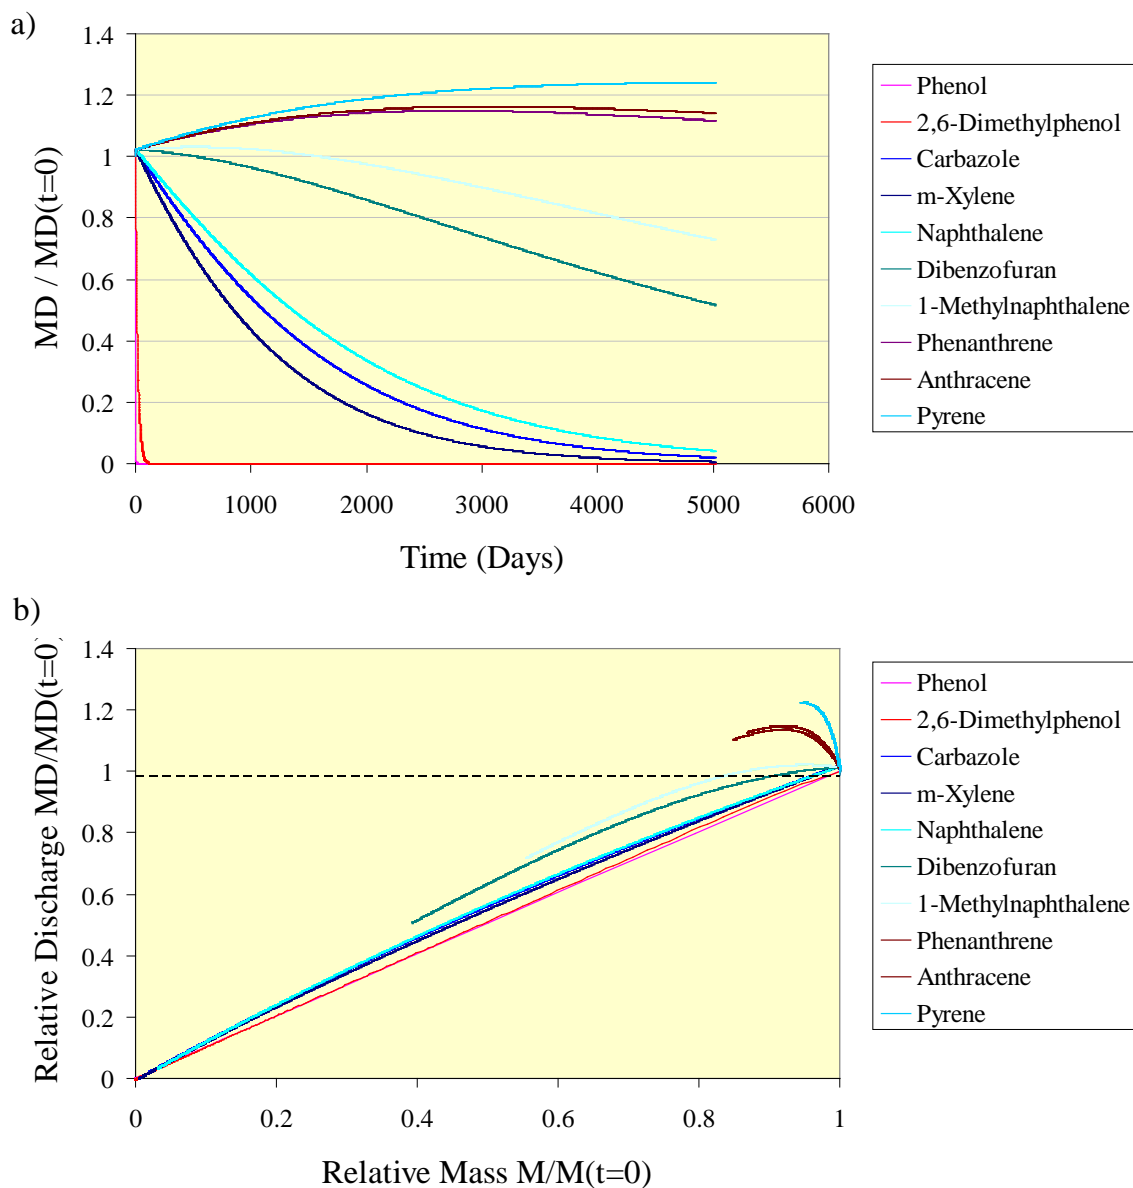 a)
MD / MD(t=0)
1.4
1.2
1
0.8
0.6
0.4
0.2
0
0 1000 2000 3000 4000 5000 6000
Time (Days)
Phenol
2,6-Dimethylphenol
Carbazole
m-Xylene
Naphthalene
Dibenzofuran
1-Methylnaphthalene
Phenanthrene
Anthracene
Pyrene
b)
Relative Discharge MD/MD(t=0)
1.4
1.2
1
0.8
0.6
0.4
0.2
0
0 0.2 0.4 0.6 0.8 1
Relative Mass M/M(t=0)
Phenol
2,6-Dimethylphenol
Carbazole
m-Xylene
Naphthalene
Dibenzofuran
1-Methylnaphthalene
Phenanthrene
Anthracene
Pyrene